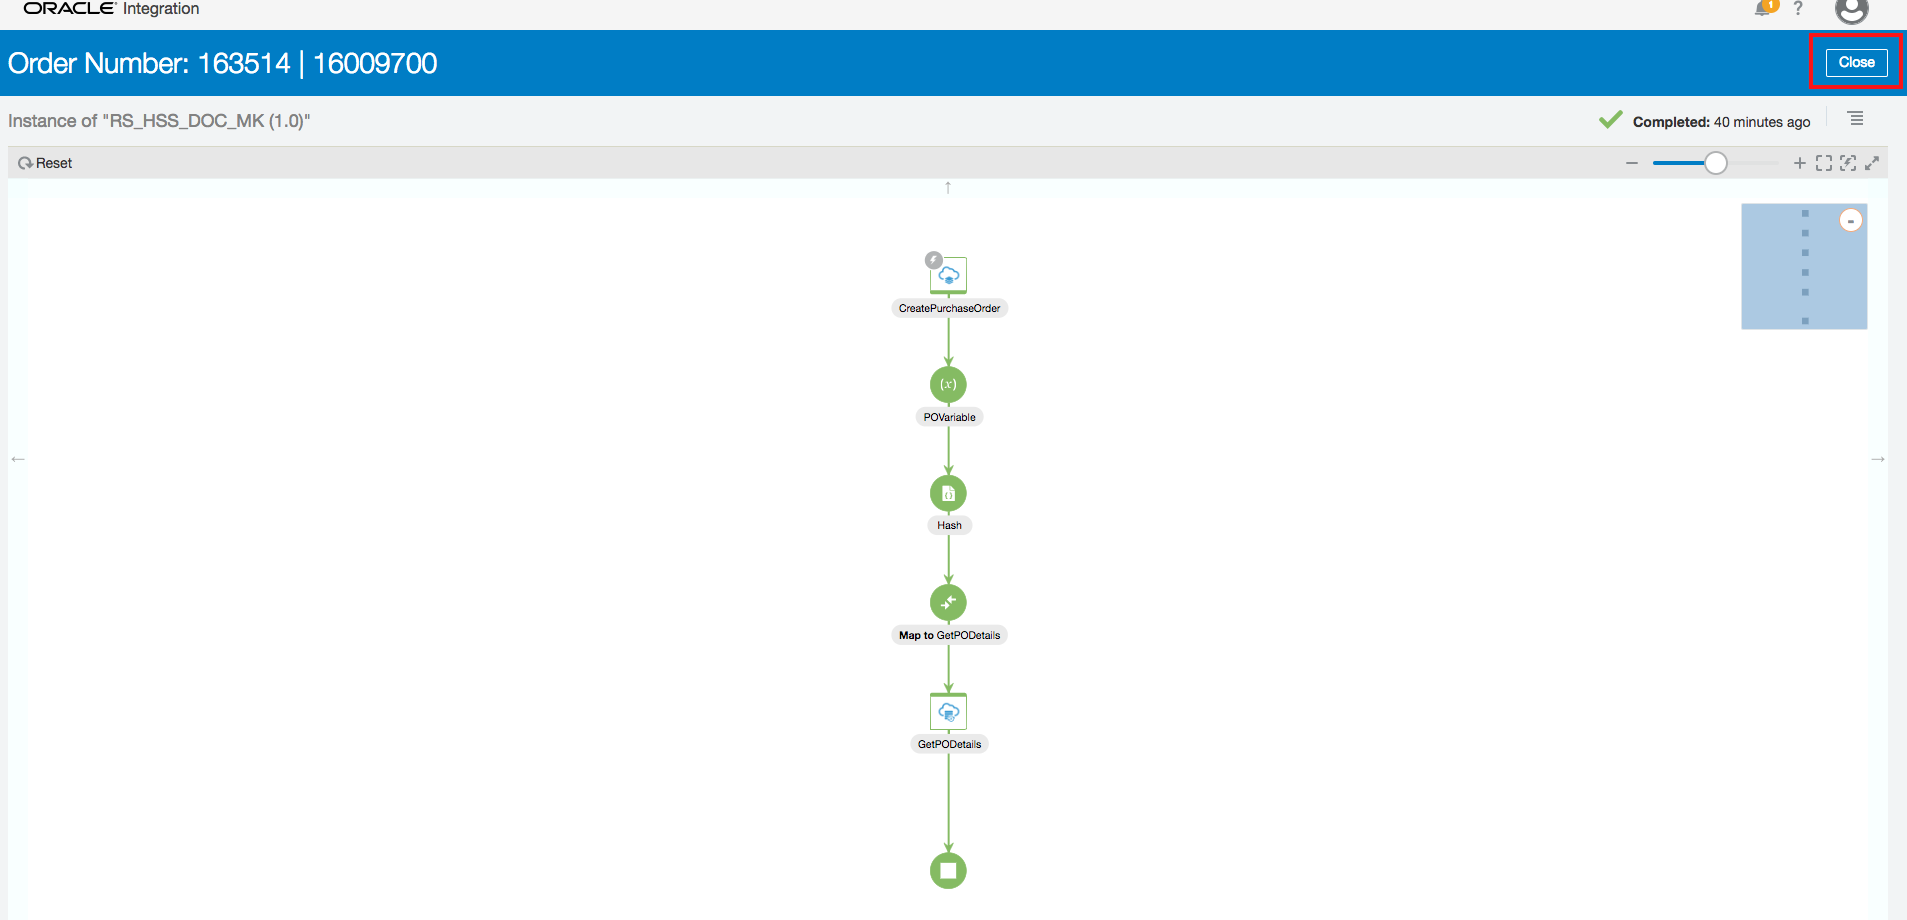 ORACLE Integration
1
?
Order Number: 163514 | 16009700
Close
Instance of "RS_HSS_DOC_MK (1.0)"
Completed: 40 minutes ago
Reset
CreatePurchaseOrder
(x)
POVariable
Hash
Map to GetPODetails
GetPODetails